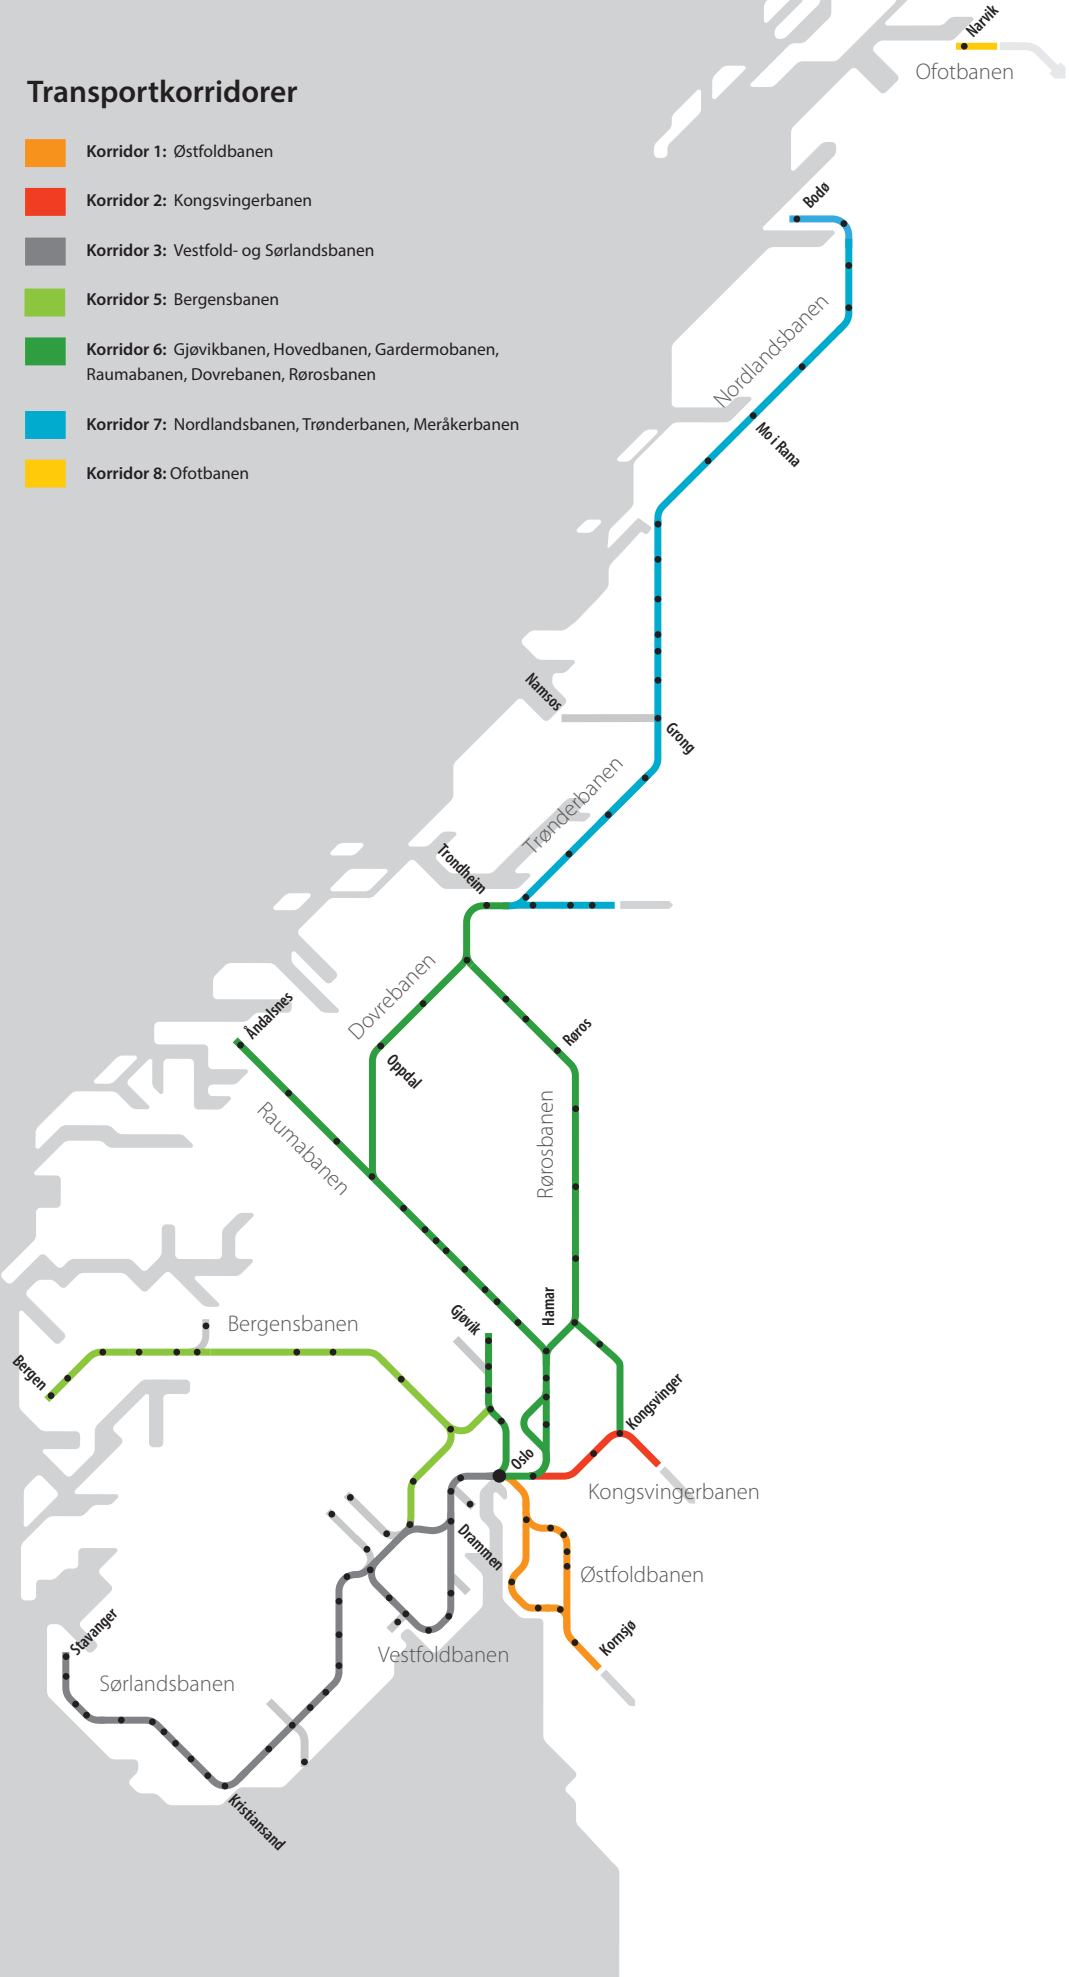 Transportkorridorer
Korridor 1: Østfoldbanen
Korridor 2: Kongsvingerbanen
Korridor 3: Vestfold- og Sørlandsbanen
Korridor 5: Bergensbanen
Korridor 6: Gjøvikbanen, Hovedbanen, Gardermobanen,
Raumabanen, Dovrebanen, Rørosbanen
Korridor 7: Nordlandsbanen, Trønderbanen, Meråkerbanen
Korridor 8: Ofotbanen
Narvik
Ofotbanen
Bodø
Nordlandsbanen
Mo i Rana
Namsos
Grong
Trønderbanen
Trondheim
Dovrebanen
Åndalsnes
Røros
Oppdal
Raumabanen
Rørosbanen
Hamar
Gjøvik
Bergensbanen
Bergen
Kongsvinger
Oslo
Kongsvingerbanen
Drammen
Østfoldbanen
Stavanger
Kornsjø
Vestfoldbanen
Sørlandsbanen
Kristiansand